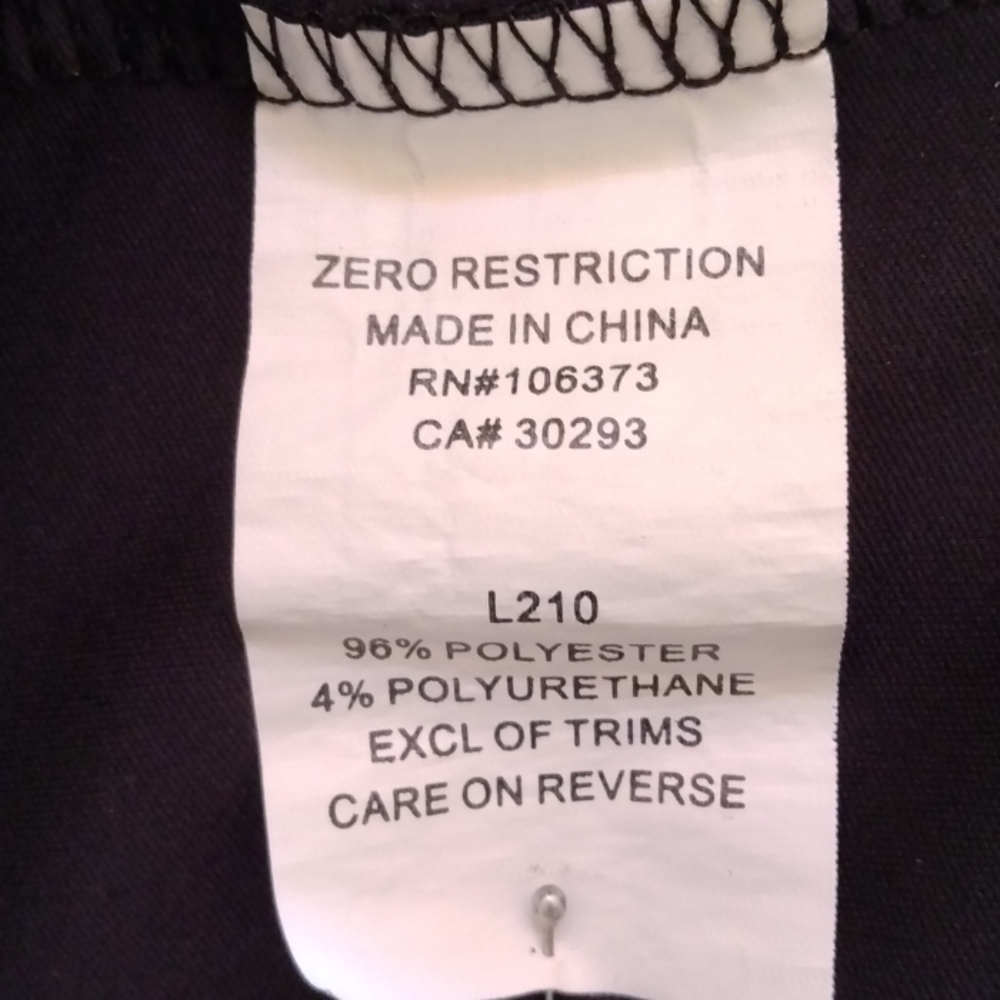 ZERO RESTRICTION
MADE IN CHINA
RN#106373
CA# 30293
L210
96% POLYESTER
4% POLYURETHANE
EXCL OF TRIMS
CARE ON REVERSE